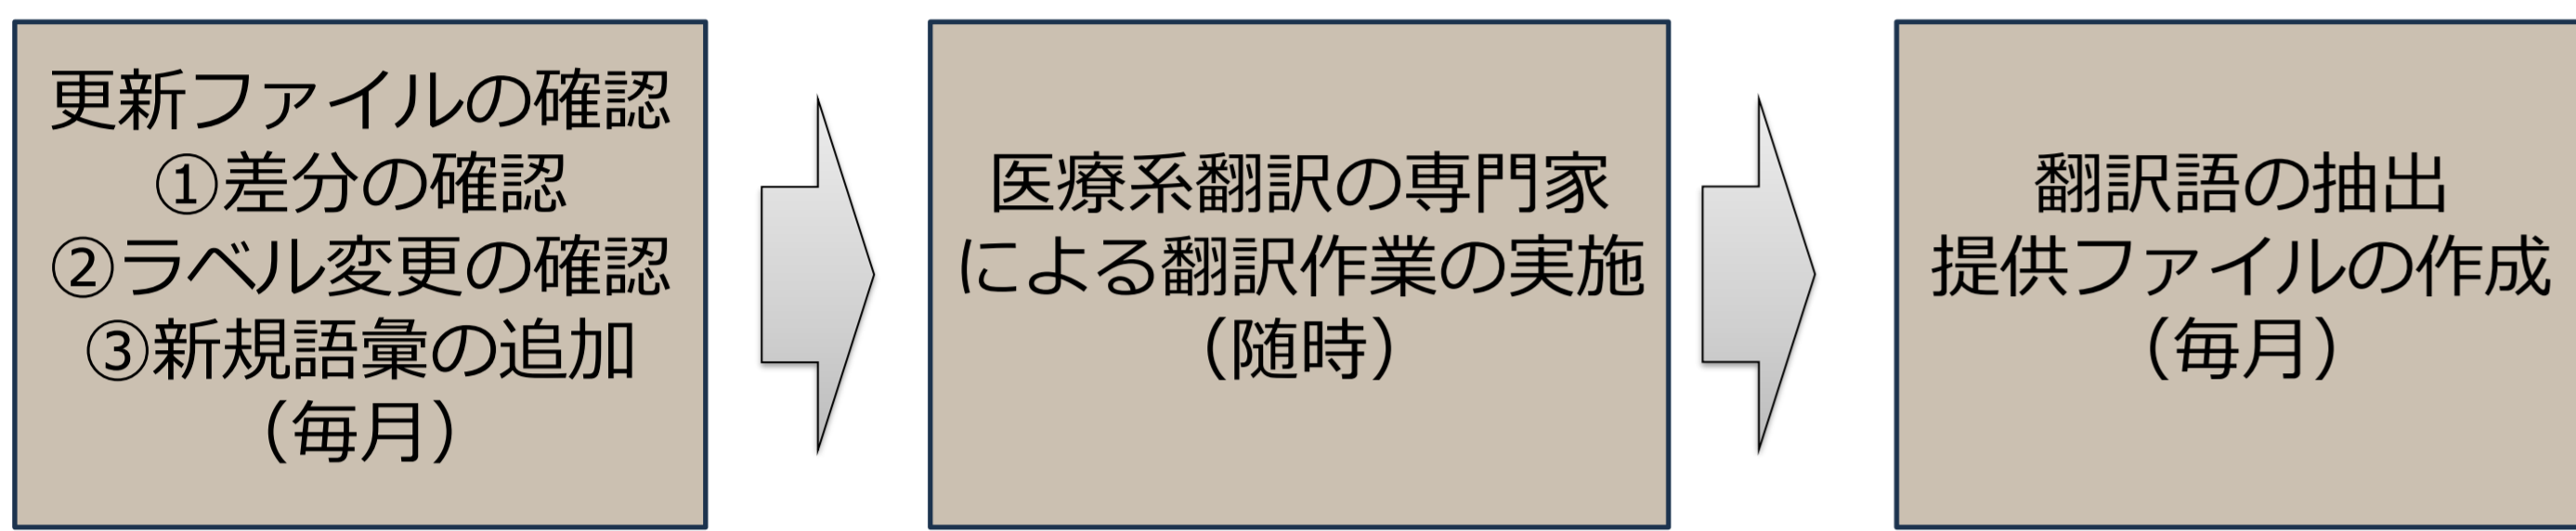 更新ファイルの確認
①差分の確認
②ラベル変更の確認
③新規語彙の追加
（毎月）
医療系翻訳の専門家
による翻訳作業の実施
（随時）
翻訳語の抽出
提供ファイルの作成
（毎月）